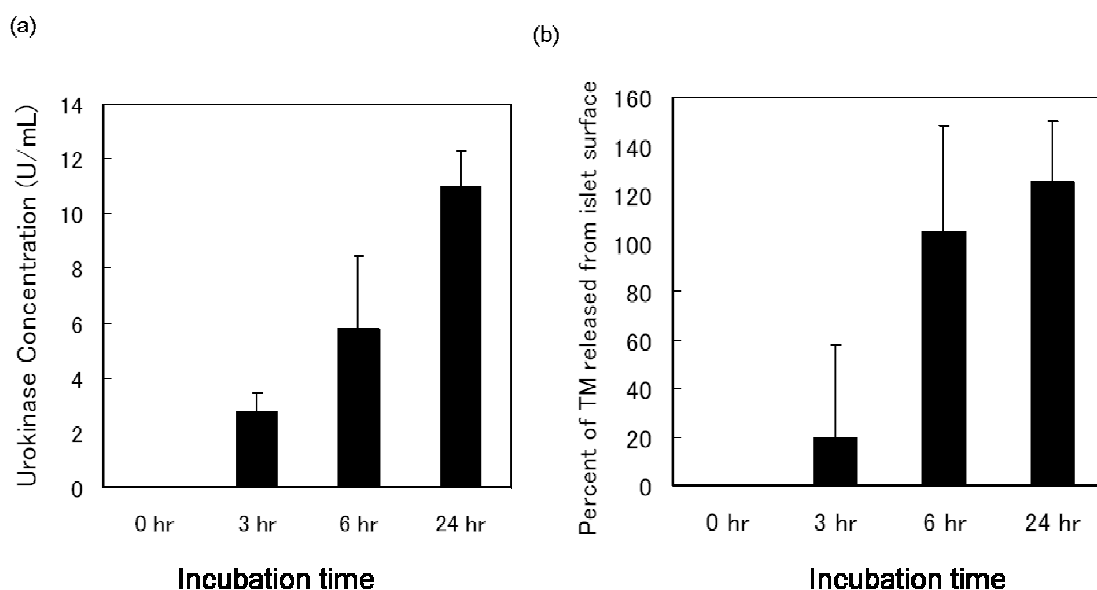 (a)
Urokinase Concentration (U/mL)
14
12
10
8
6
4
2
0
0 hr 3 hr 6 hr 24 hr
Incubation time
(b)
Percent of TM released from islet surface
160
140
120
100
80
60
40
20
0
0 hr 3 hr 6 hr 24 hr
Incubation time